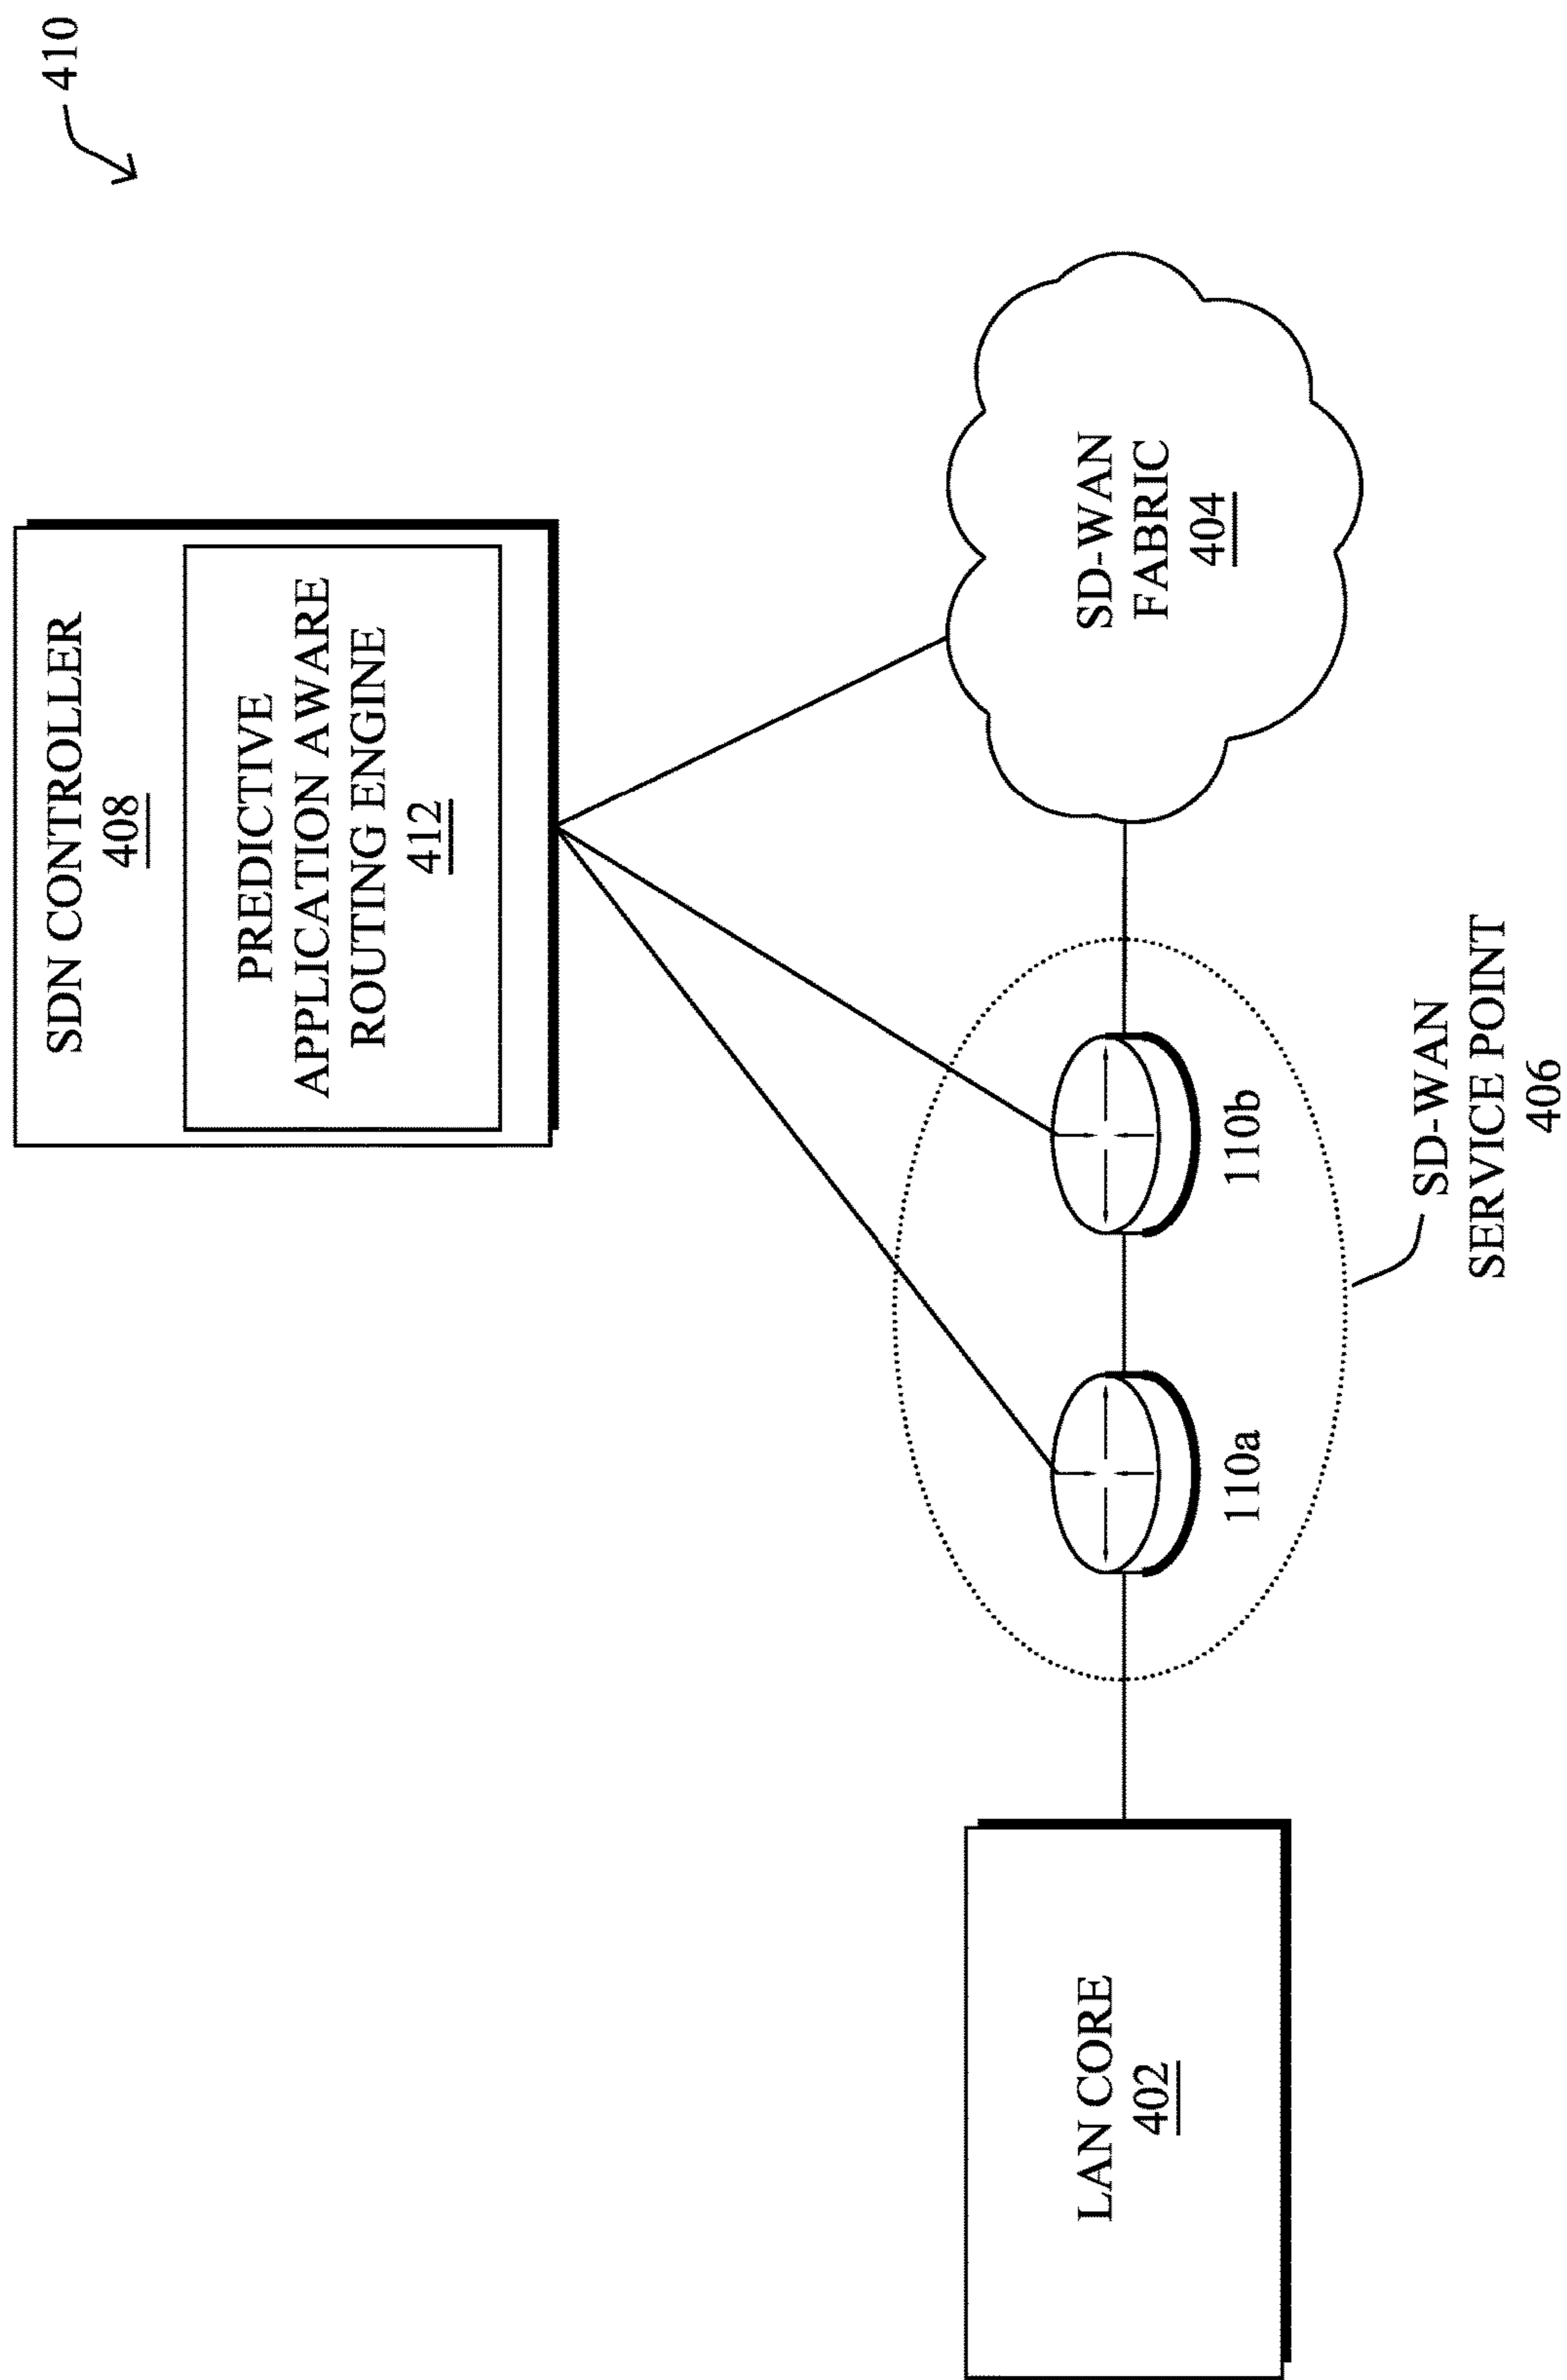 410
SDN CONTROLLER
408
PREDICTIVE
APPLICATION AWARE
ROUTING ENGINE
412
LAN CORE
402
110a
110b
SD-WAN
FABRIC
404
SD-WAN
SERVICE POINT
406